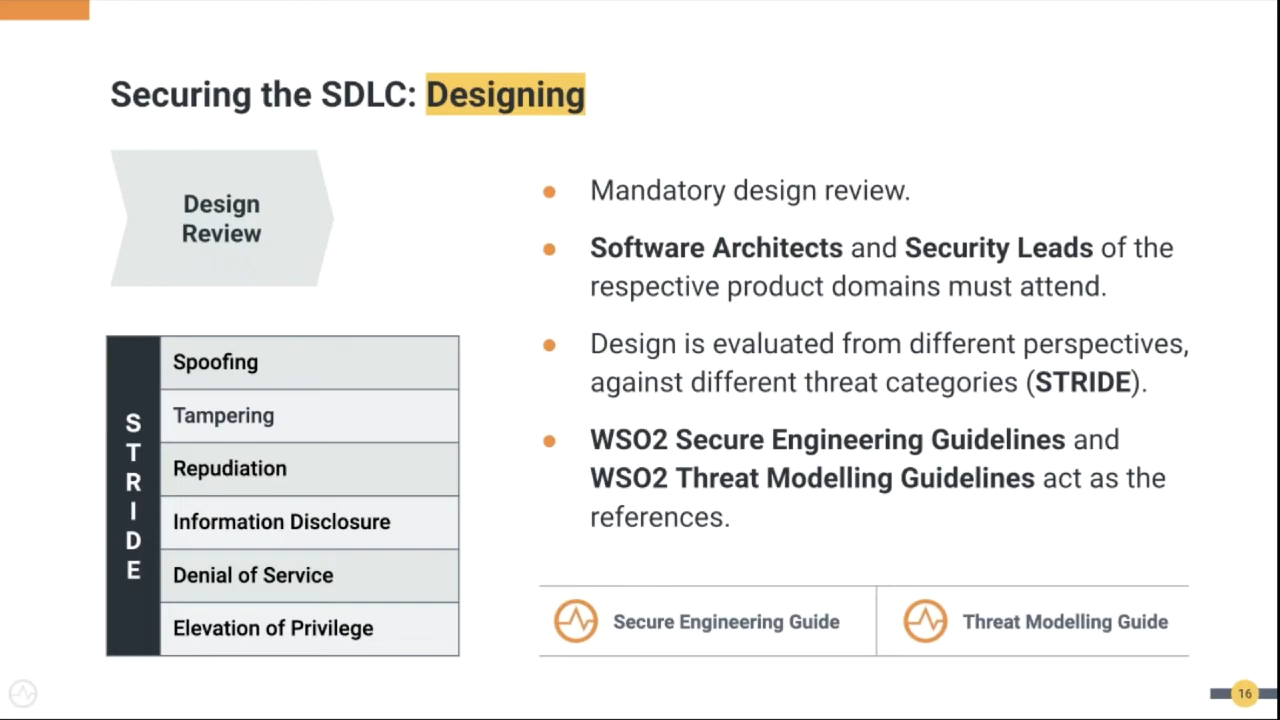 Securing the SDLC: Designing
Design
Review
S
T
R
I
D
E
Spoofing
Tampering
Repudiation
Information Disclosure
Denial of Service
Elevation of Privilege
Mandatory design review.
Software Architects and Security Leads of the
respective product domains must attend.
Design is evaluated from different perspectives,
against different threat categories (STRIDE).
WSO2 Secure Engineering Guidelines and
WSO2 Threat Modelling Guidelines act as the
references.
Secure Engineering Guide
Threat Modelling Guide
16